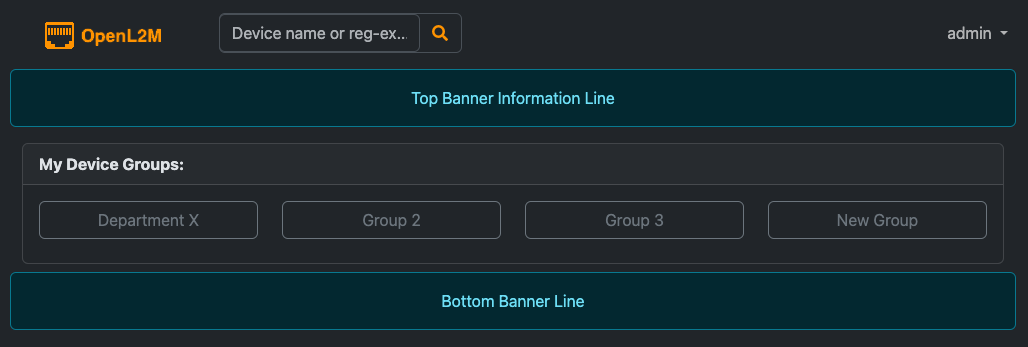 OpenL2M
Device name or reg-ex...
admin
Top Banner Information Line
My Device Groups:
Department X
Group 2
Group 3
New Group
Bottom Banner Line